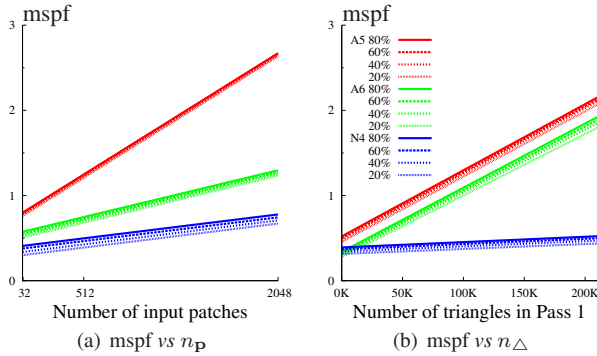 mspf
3
2
1
0
32
512
2048
Number of input patches
(a) mspf vs nP
mspf
3
2
1
0
A5 80%
60%
40%
20%
A6 80%
60%
40%
20%
N4 80%
60%
40%
20%
0K
50K
100K
150K
200K
Number of triangles in Pass 1
(b) mspf vs n△